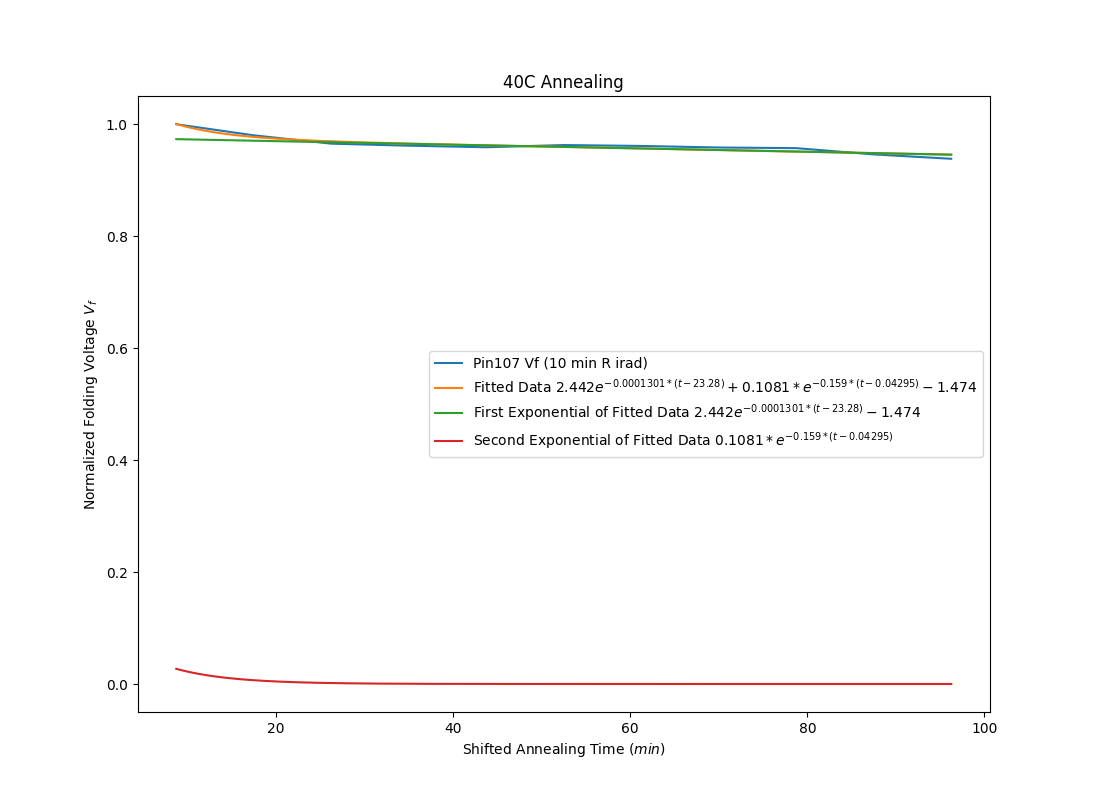 40C Annealing
1.0
0.8
0.6
0.4
0.2
0.0
Normalized Folding Voltage $V_f$
Pin107 Vf (10 min R irad)
Fitted Data $2.442e^{-0.0001301*(t-23.28)} + 0.1081*e^{-0.159*(t-0.04295)} - 1.474$
First Exponential of Fitted Data $2.442e^{-0.0001301*(t-23.28)} - 1.474$
Second Exponential of Fitted Data $0.1081*e^{-0.159*(t-0.04295)}$
20 40 60 80 100
Shifted Annealing Time (min)